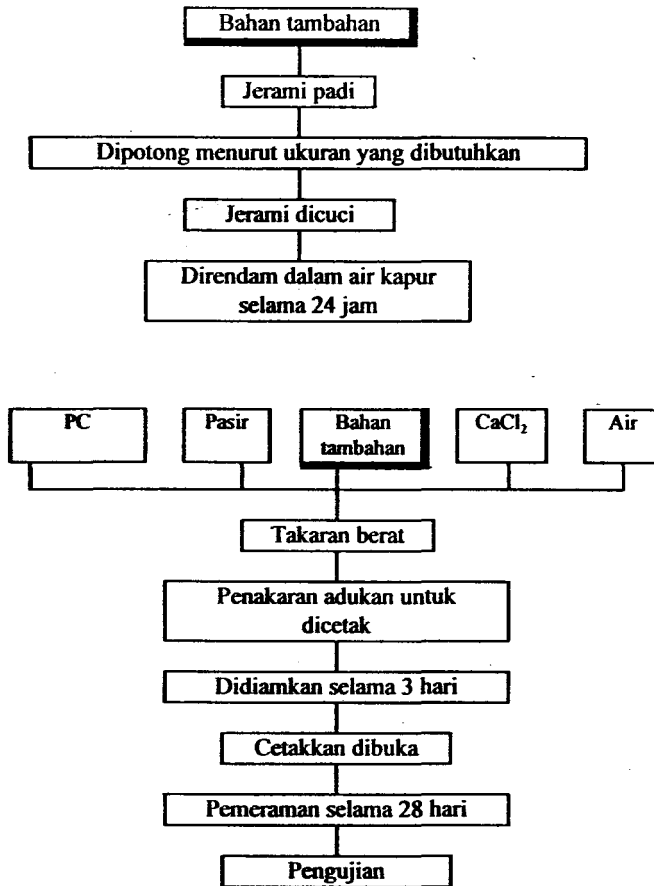 Bahan tambahan
Jerami padi
Dipotong menurut ukuran yang dibutuhkan
Jerami dicuci
Direndam dalam air kapur
selama 24 jam
PC
Pasir
Bahan
tambahan
CaCl₂
Air
Takaran berat
Penakaran adukan untuk
dicetak
Didiamkan selama 3 hari
Cetakkan dibuka
Pemeraman selama 28 hari
Pengujian